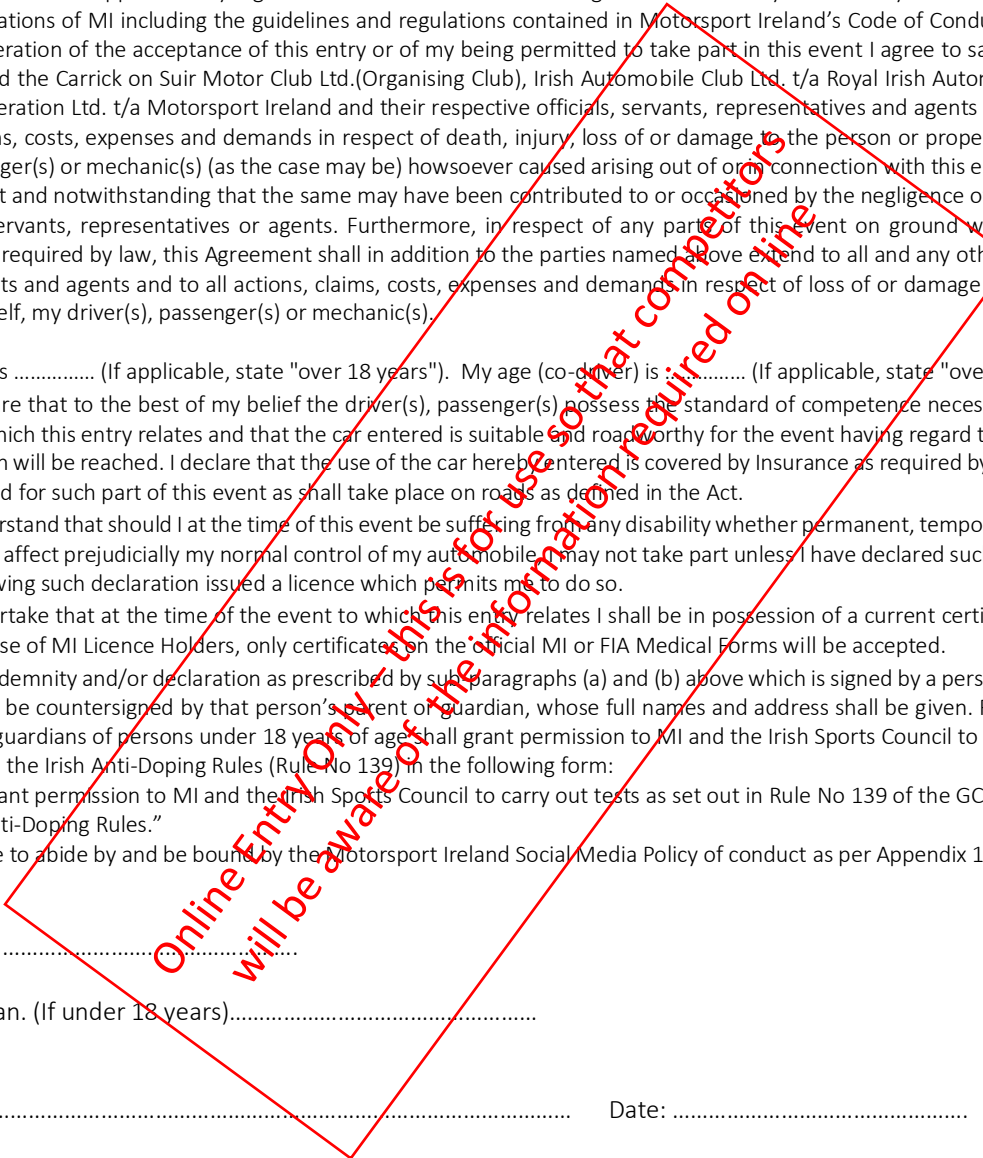 ations of MI including the guidelines and regulations contained in Motorsport Ireland's Code of Condu
eration of the acceptance of this entry or of my being permitted to take part in this event I agree to sa
d the Carrick on Suir Motor Club Ltd.(Organising Club), Irish Automobile Club Ltd. t/a Royal Irish Autor
eration Ltd. t/a Motorsport Ireland and their respective officials, servants, representatives and agents
ns, costs, expenses and demands in respect of death, injury, loss of or damage to the person or prope
ger(s) or mechanic(s) (as the case may be) howsoever caused arising out of or in connection with this e
t and notwithstanding that the same may have been contributed to or occasioned by the negligence o
ervants, representatives or agents. Furthermore, in respect of any parts of this event on ground w
required by law, this Agreement shall in addition to the parties named above extend to all and any oth
ts and agents and to all actions, claims, costs, expenses and demands in respect of loss of or damage
elf, my driver(s), passenger(s) or mechanic(s).
s .............. (If applicable, state "over 18 years"). My age (co-driver) is .............. (If applicable, state "ove
re that to the best of my belief the driver(s), passenger(s) possess the standard of competence neces
hich this entry relates and that the car entered is suitable and roadworthy for the event having regard t
n will be reached. I declare that the use of the car hereby entered is covered by Insurance as required by
d for such part of this event as shall take place on roads as defined in the Act.
erstand that should I at the time of this event be suffering from any disability whether permanent, tempo
affect prejudicially my normal control of my automobile, I may not take part unless I have declared suc
wing such declaration issued a licence which permits me to do so.
ertake that at the time of the event to which this entry relates I shall be in possession of a current certi
se of MI Licence Holders, only certificates on the official MI or FIA Medical Forms will be accepted.
demnity and/or declaration as prescribed by sub-paragraphs (a) and (b) above which is signed by a pers
be countersigned by that person's parent or guardian, whose full names and address shall be given. F
guardians of persons under 18 years of age shall grant permission to MI and the Irish Sports Council to
the Irish Anti-Doping Rules (Rule No 139) in the following form:
ant permission to MI and the Irish Sports Council to carry out tests as set out in Rule No 139 of the GC
ti-Doping Rules."
e to abide by and be bound by the Motorsport Ireland Social Media Policy of conduct as per Appendix 1
.....................................................
an. (If under 18 years).....................................................
..................................................... Date: ..................................................
Online Entry Only – this is for use so that competitors
will be aware of the information required on line